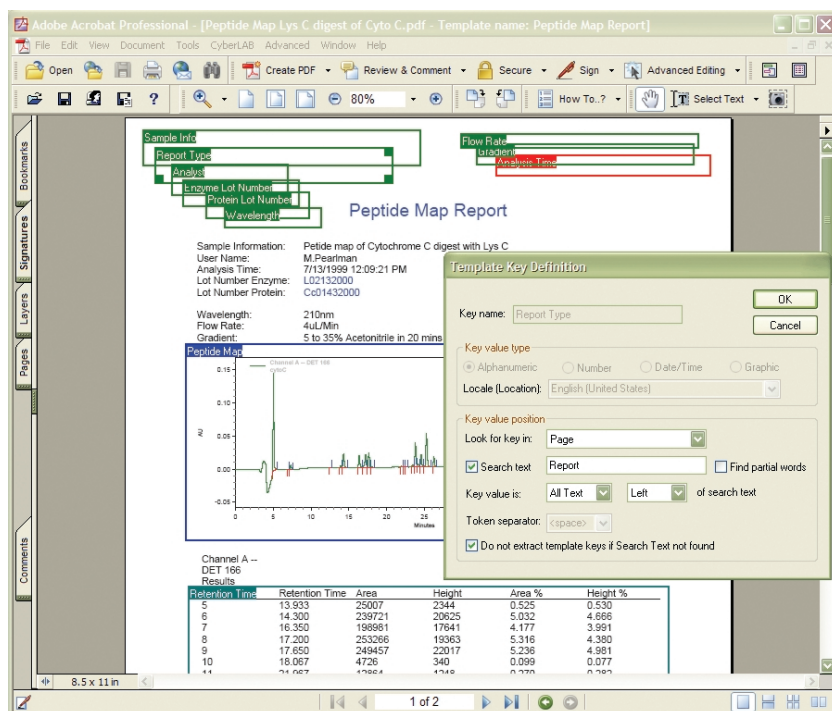 Adobe Acrobat Professional - [Peptide Map Lys C digest of Cyto C.pdf - Template name: Peptide Map Report]
File Edit View Document Tools CyberLAB Advanced Window Help
Open Create PDF Review & Comment Secure Sign Advanced Editing
80% How To..? Select Text
Bookmarks
Signatures
Layers
Pages
Comments
Sample Info
Report Type
Analyst
Enzyme Lot Number
Protein Lot Number
Wavelength
Flow Rate
Gradient
Analysis Time
Peptide Map Report
Sample Information: Petide map of Cytochrome C digest with Lys C
User Name: M.Pearlman
Analysis Time: 7/13/1999 12:09:21 PM
Lot Number Enzyme: L02132000
Lot Number Protein: Cc01432000
Wavelength: 210nm
Flow Rate: 4uL/Min
Gradient: 5 to 35% Acetonitrile in 20 mins
Peptide Map
Channel A -- DET 166
cytoC
AU
0.15
0.10
0.05
0.00
-0.05
0 5 10 15 20 25
Minutes
Channel A --
DET 166
Results
Retention Time Retention Time Area Height Area % Height %
5 13.933 25007 2344 0.525 0.530
6 14.300 239721 20625 5.032 4.666
7 16.350 198981 17641 4.177 3.991
8 17.200 253266 19363 5.316 4.380
9 17.650 249457 22017 5.236 4.981
10 18.067 4726 340 0.099 0.077
Template Key Definition
Key name: Report Type
OK
Cancel
Key value type
Alphanumeric Number Date/Time Graphic
Locale (Location): English (United States)
Key value position
Look for key in: Page
Search text Report Find partial words
Key value is: All Text Left of search text
Token separator: <space>
Do not extract template keys if Search Text not found
8.5 x 11 in
1 of 2